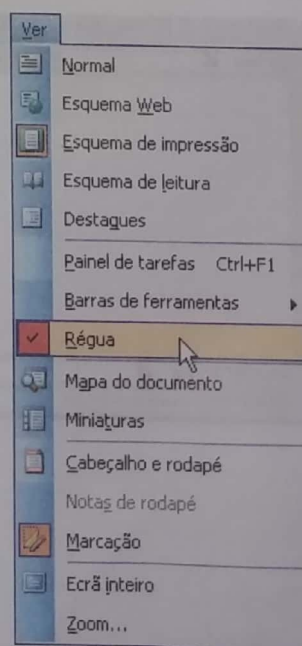 Ver
Normal
Esquema Web
Esquema de impressão
Esquema de leitura
Destaques
Painel de tarefas Ctrl+F1
Barras de ferramentas
Régua
Mapa do documento
Miniaturas
Cabeçalho e rodapé
Notas de rodapé
Marcação
Ecrã inteiro
Zoom...